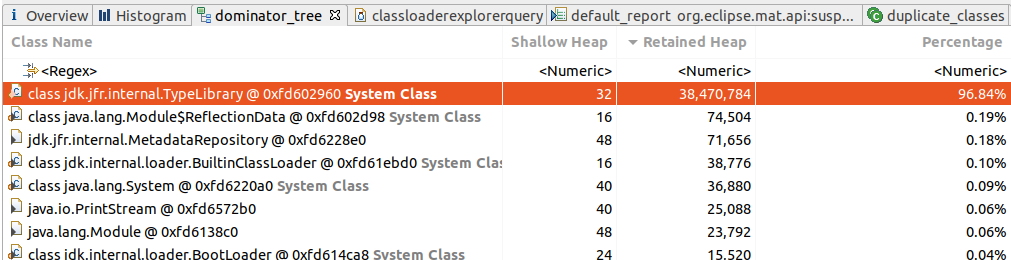 i Overview Histogram dominator_tree classloaderexplorerquery default_report org.eclipse.mat.api:susp... duplicate_classes
Class Name Shallow Heap Retained Heap Percentage
<Regex> <Numeric> <Numeric> <Numeric>
class jdk.jfr.internal.TypeLibrary @ 0xfd602960 System Class 32 38,470,784 96.84%
class java.lang.Module$ReflectionData @ 0xfd602d98 System Class 16 74,504 0.19%
jdk.jfr.internal.MetadataRepository @ 0xfd6228e0 48 71,656 0.18%
class jdk.internal.loader.BuiltinClassLoader @ 0xfd61ebd0 System Class 16 38,776 0.10%
class java.lang.System @ 0xfd6220a0 System Class 40 36,880 0.09%
java.io.PrintStream @ 0xfd6572b0 40 25,088 0.06%
java.lang.Module @ 0xfd6138c0 48 23,792 0.06%
class jdk.internal.loader.BootLoader @ 0xfd614ca8 System Class 24 15,520 0.04%